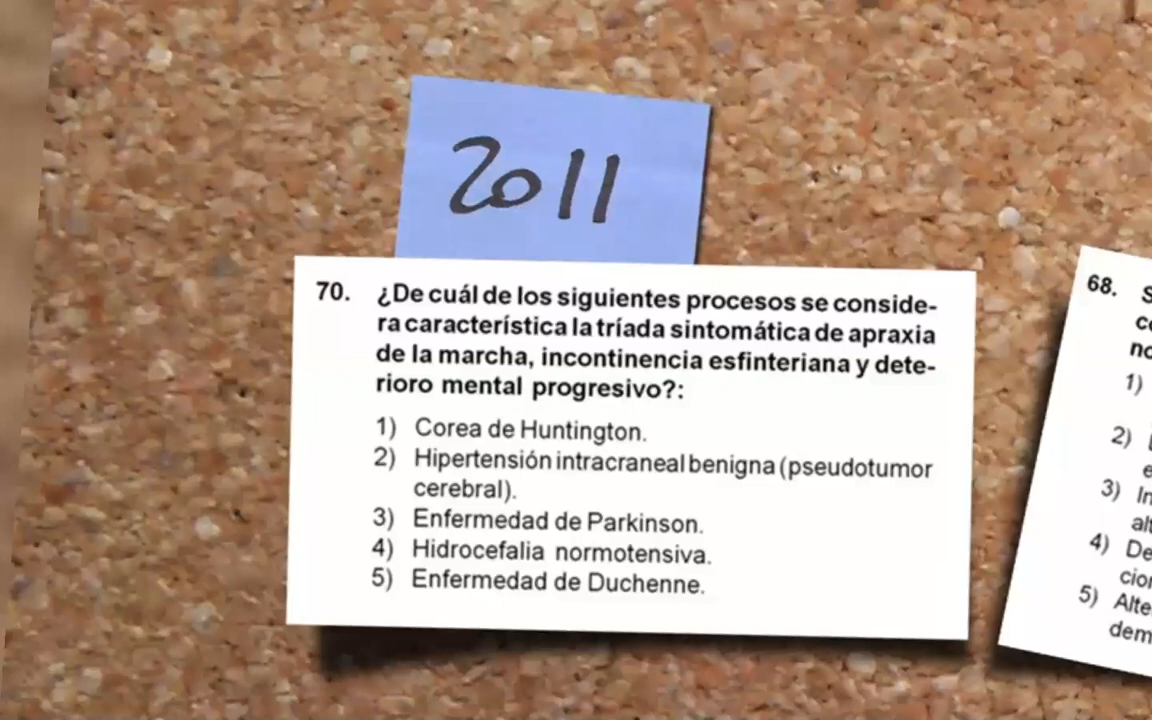 2011
70. ¿De cuál de los siguientes procesos se conside-
ra característica la tríada sintomática de apraxia
de la marcha, incontinencia esfinteriana y dete-
rioro mental progresivo?:
1) Corea de Huntington.
2) Hipertensión intracraneal benigna (pseudotumor
cerebral).
3) Enfermedad de Parkinson.
4) Hidrocefalia normotensiva.
5) Enfermedad de Duchenne.
68.
1)
2)
3)
4) De
5) Alte